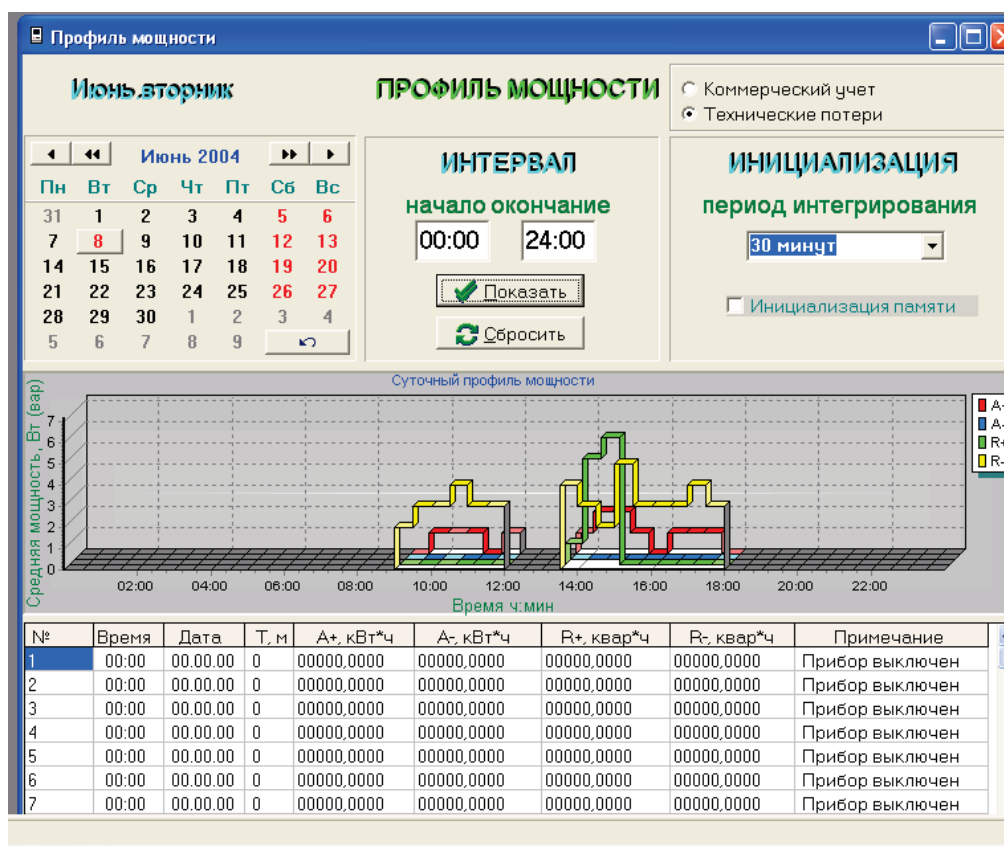 Профиль мощности
Июнь.вторник
ПРОФИЛЬ МОЩНОСТИ
Коммерческий учет
Технические потери
Июнь 2004
Пн Вт Ср Чт Пт Сб Вс
31 1 2 3 4 5 6
7 8 9 10 11 12 13
14 15 16 17 18 19 20
21 22 23 24 25 26 27
28 29 30 1 2 3 4
5 6 7 8 9
ИНТЕРВАЛ
начало окончание
00:00 24:00
Показать
Сбросить
ИНИЦИАЛИЗАЦИЯ
период интегрирования
30 минут
Инициализация памяти
Суточный профиль мощности
Средняя мощность, Вт (вар)
7
6
5
4
3
2
1
0
02:00 04:00 06:00 08:00 10:00 12:00 14:00 16:00 18:00 20:00 22:00
Время ч:мин
A-
R+
R-
№ Время Дата Т, м A+, кВт*ч A-, кВт*ч R+, квар*ч R-, квар*ч Примечание
1 00:00 00.00.00 0 00000,0000 00000,0000 00000,0000 00000,0000 Прибор выключен
2 00:00 00.00.00 0 00000,0000 00000,0000 00000,0000 00000,0000 Прибор выключен
3 00:00 00.00.00 0 00000,0000 00000,0000 00000,0000 00000,0000 Прибор выключен
4 00:00 00.00.00 0 00000,0000 00000,0000 00000,0000 00000,0000 Прибор выключен
5 00:00 00.00.00 0 00000,0000 00000,0000 00000,0000 00000,0000 Прибор выключен
6 00:00 00.00.00 0 00000,0000 00000,0000 00000,0000 00000,0000 Прибор выключен
7 00:00 00.00.00 0 00000,0000 00000,0000 00000,0000 00000,0000 Прибор выключен